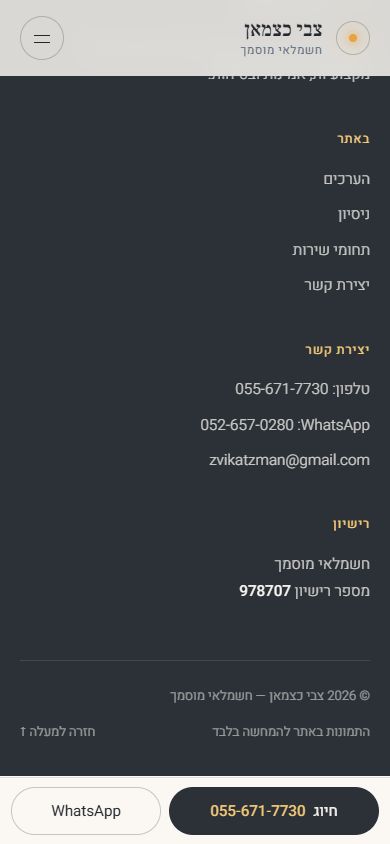 צבי כצמאן
חשמלאי מוסמך
באתר
הערכים
ניסיון
תחומי שירות
יצירת קשר
יצירת קשר
טלפון: 055-671-7730
WhatsApp: 052-657-0280
zvikatzman@gmail.com
רישיון
חשמלאי מוסמך
מספר רישיון 978707
© 2026 צבי כצמאן — חשמלאי מוסמך
התמונות באתר להמחשה בלבד
חזרה למעלה ↑
חיוג 055-671-7730
WhatsApp